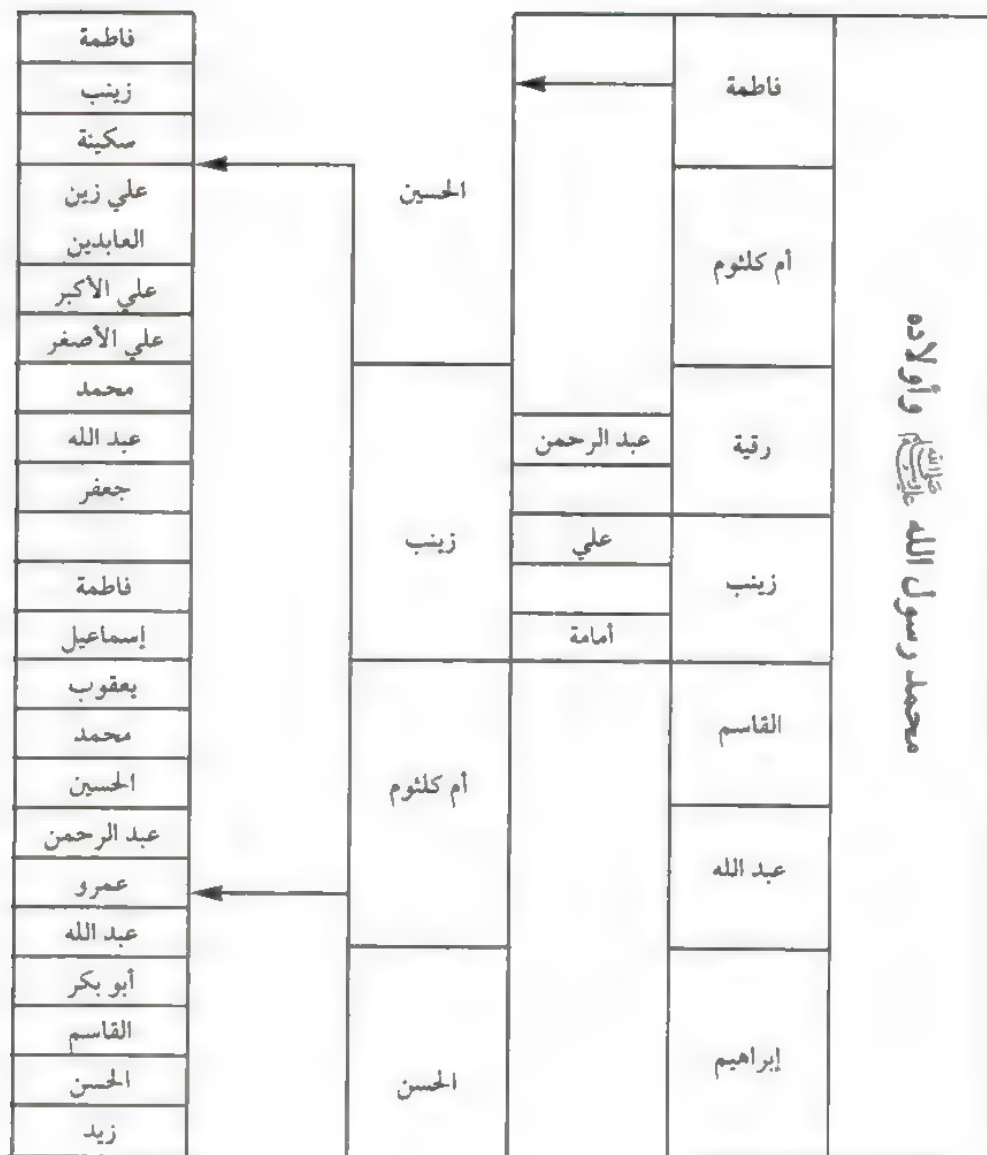 محمد رسول الله ﷺ وأولاده
فاطمة
أم كلثوم
رقية
زينب
القاسم
عبد الله
إبراهيم
عبد الرحمن
علي
أمامة
الحسين
زينب
أم كلثوم
الحسن
فاطمة
زينب
سكينة
علي زين
العابدين
علي الأكبر
علي الأصغر
محمد
عبد الله
جعفر
فاطمة
إسماعيل
يعقوب
محمد
الحسين
عبد الرحمن
عمرو
عبد الله
أبو بكر
القاسم
الحسن
زيد